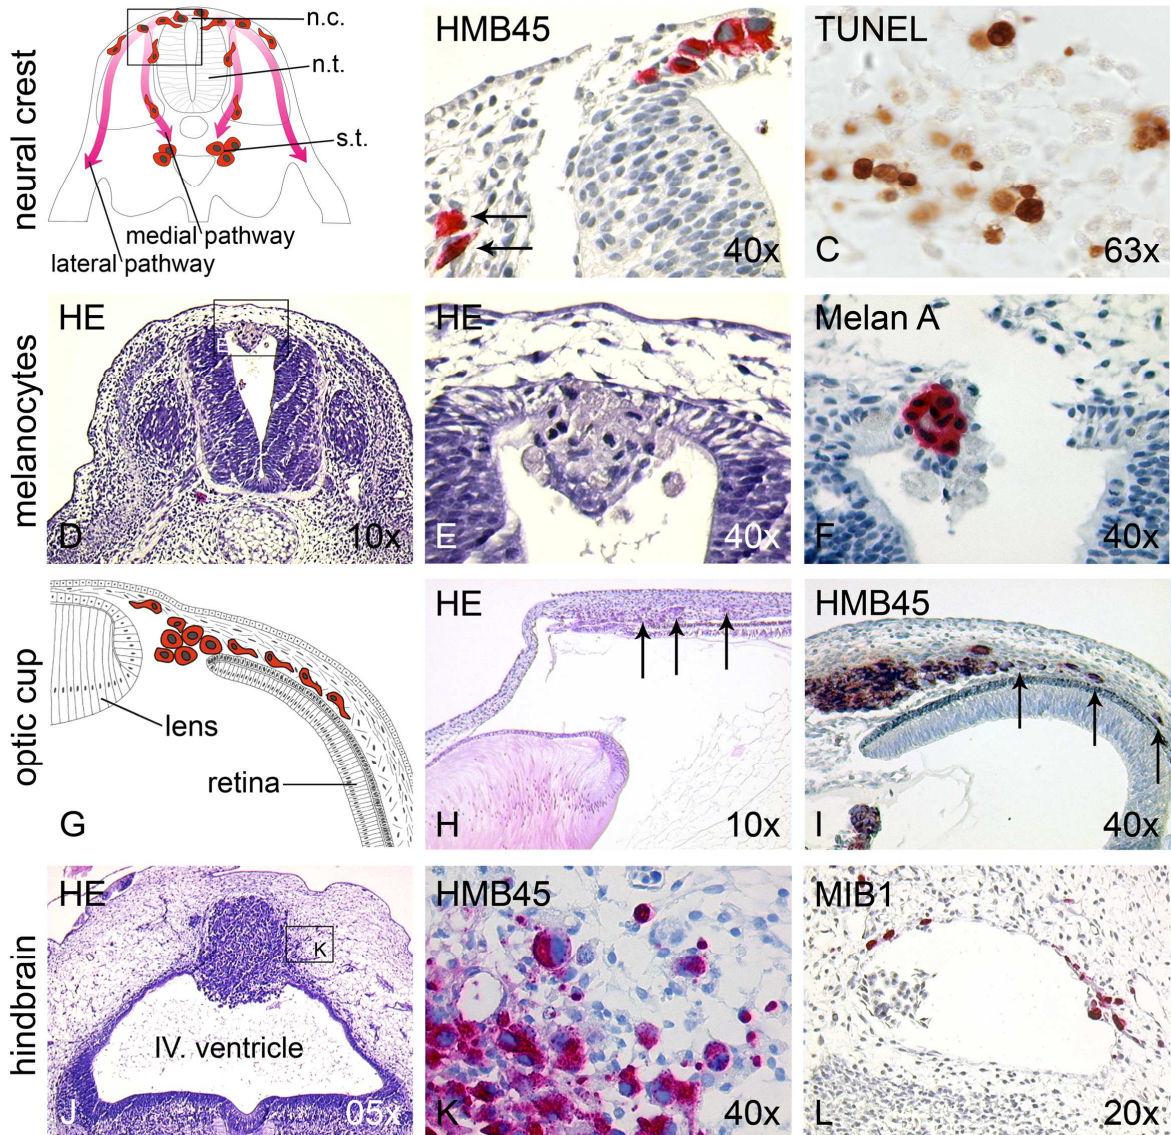 neural crest
n.c.
n.t.
s.t.
medial pathway
lateral pathway
HMB45
40x
TUNEL
C
63x
melanocytes
HE
E
D
10x
HE
E
40x
Melan A
F
40x
optic cup
lens
retina
G
HE
H
10x
HMB45
I
40x
hindbrain
HE
K
IV. ventricle
J
05x
HMB45
K
40x
MIB1
L
20x